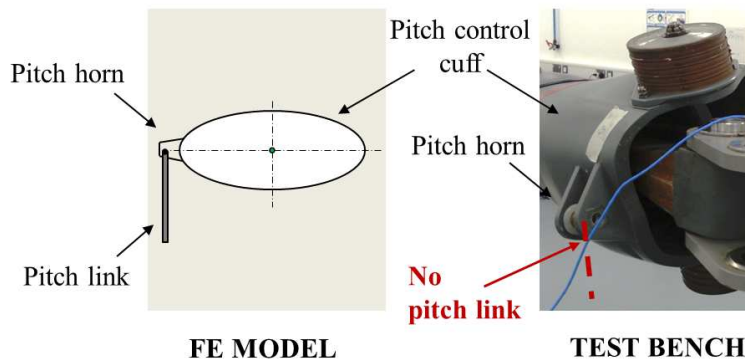 Pitch horn
Pitch link
Pitch control
cuff
Pitch horn
No
pitch link
FE MODEL
TEST BENCH